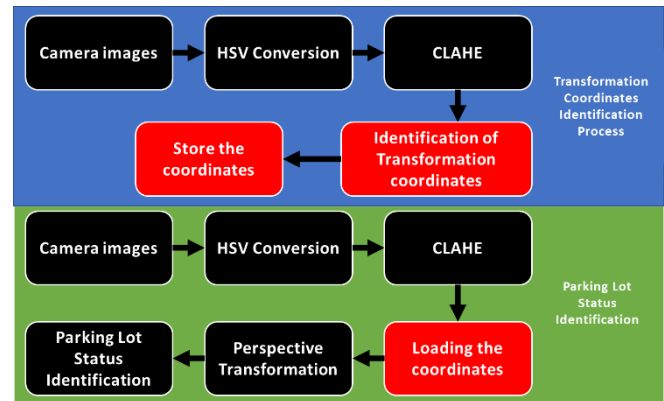 Camera images
HSV Conversion
CLAHE
Transformation
Coordinates
Identification
Process
Store the
coordinates
Identification of
Transformation
coordinates
Camera images
HSV Conversion
CLAHE
Parking Lot
Status
Identification
Parking Lot
Status
Identification
Perspective
Transformation
Loading the
coordinates